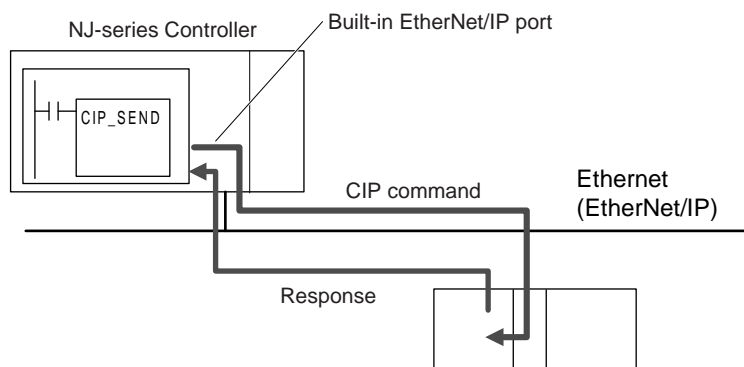 NJ-series Controller
Built-in EtherNet/IP port
CIP_SEND
CIP command
Ethernet
(EtherNet/IP)
Response